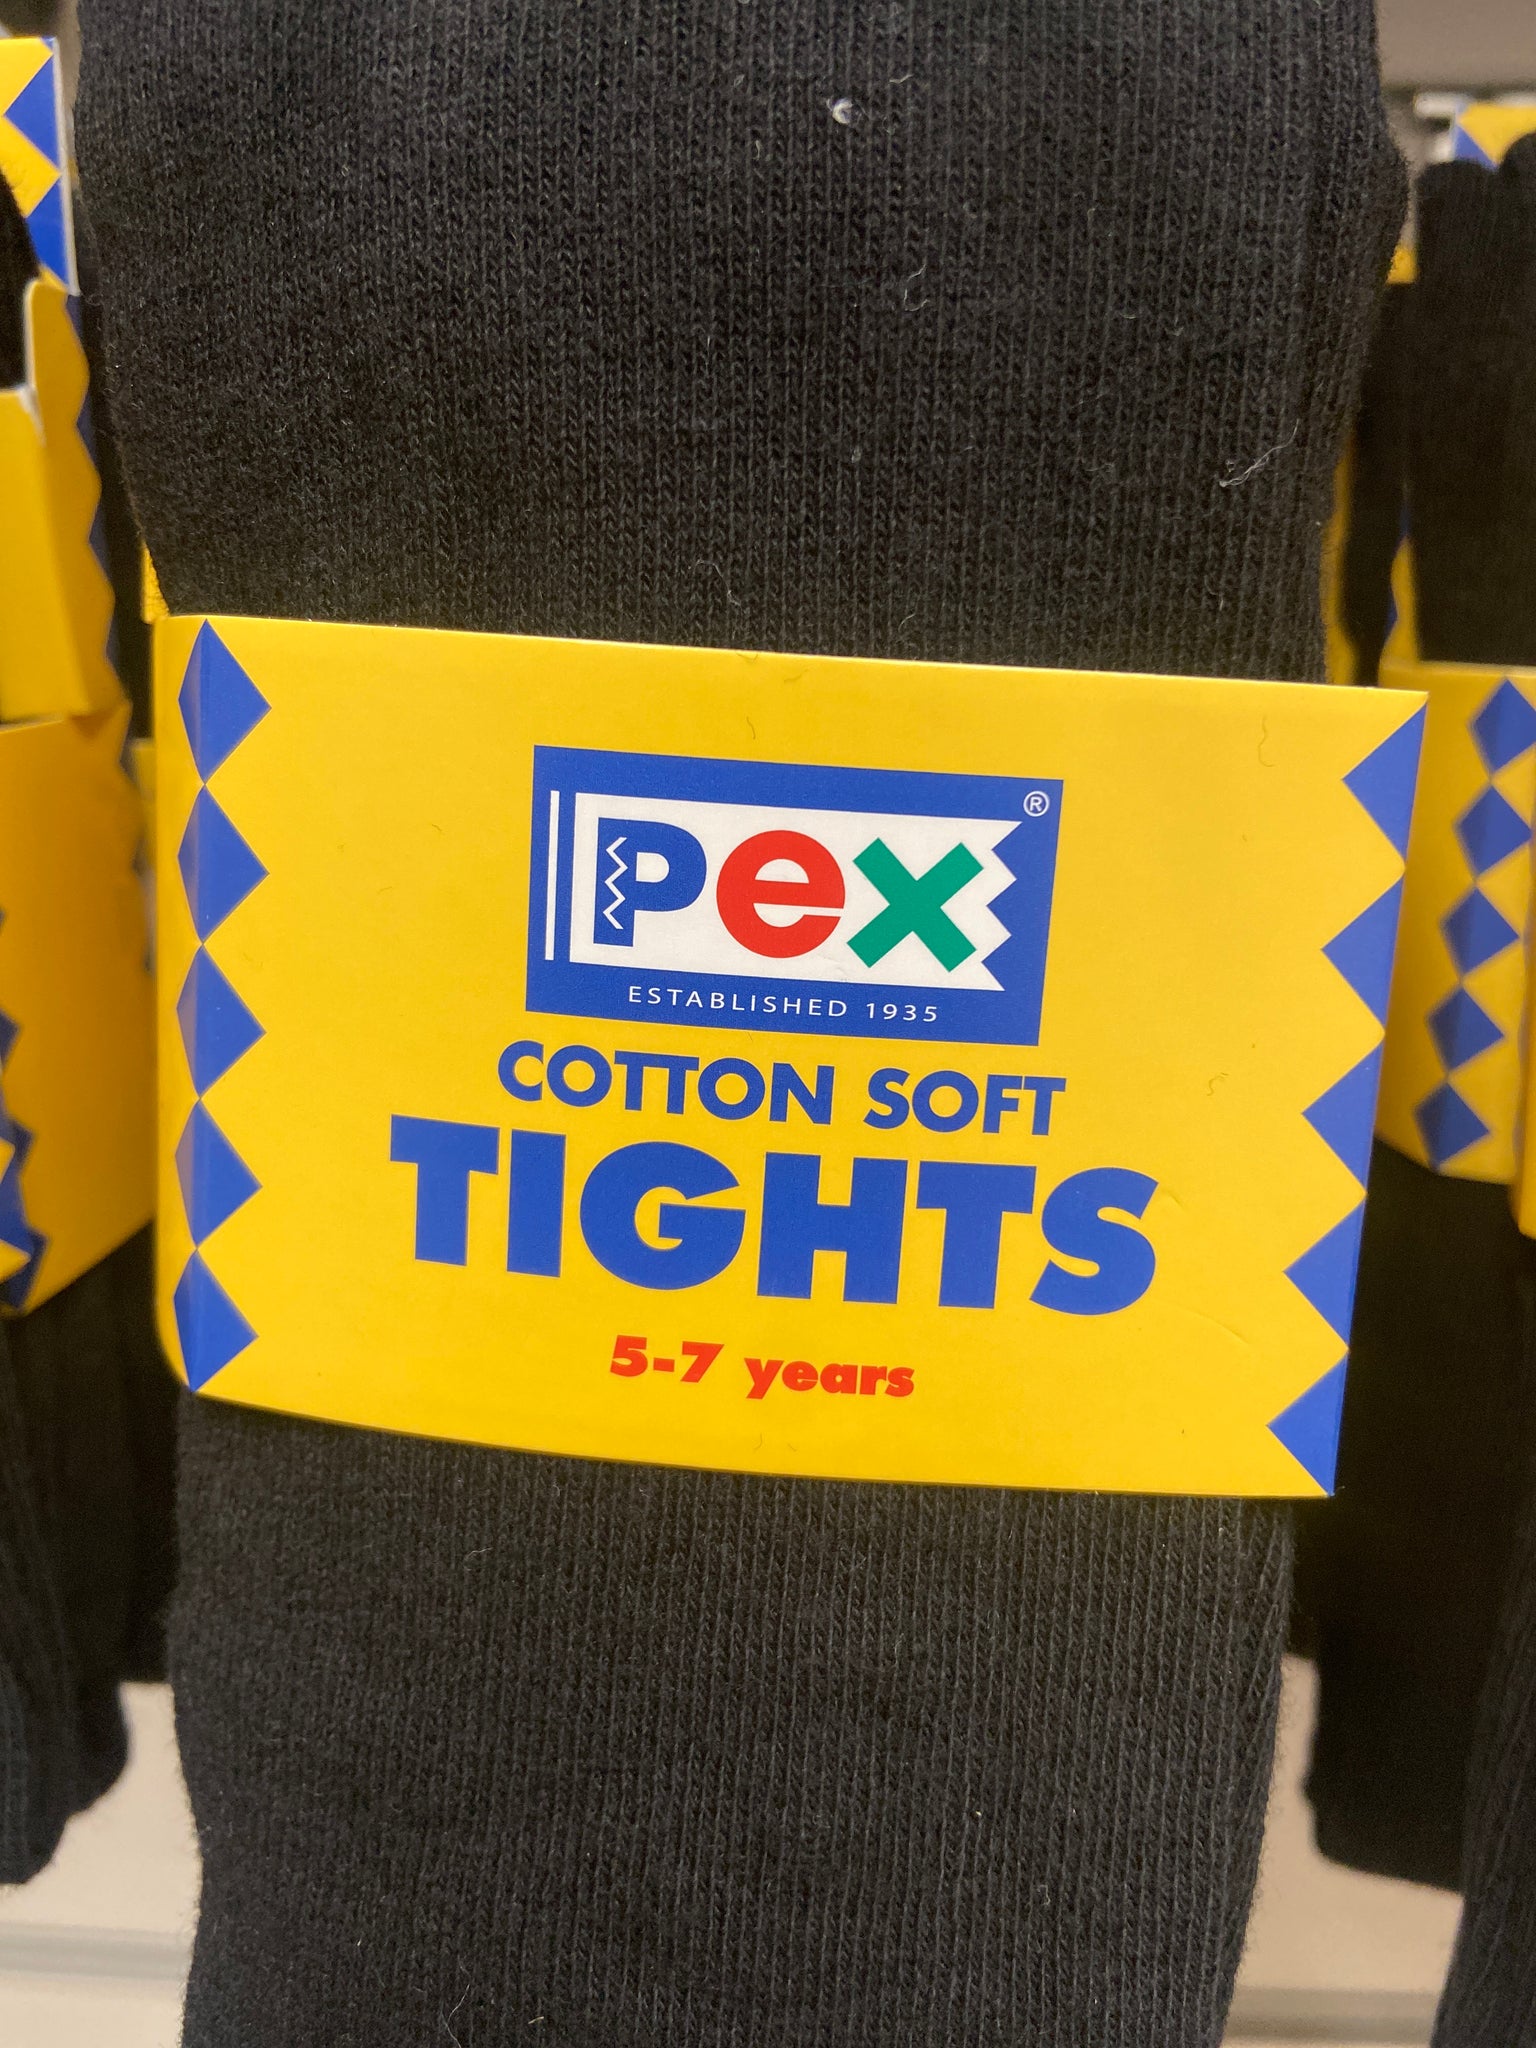 Pex®
ESTABLISHED 1935
COTTON SOFT
TIGHTS
5-7 years